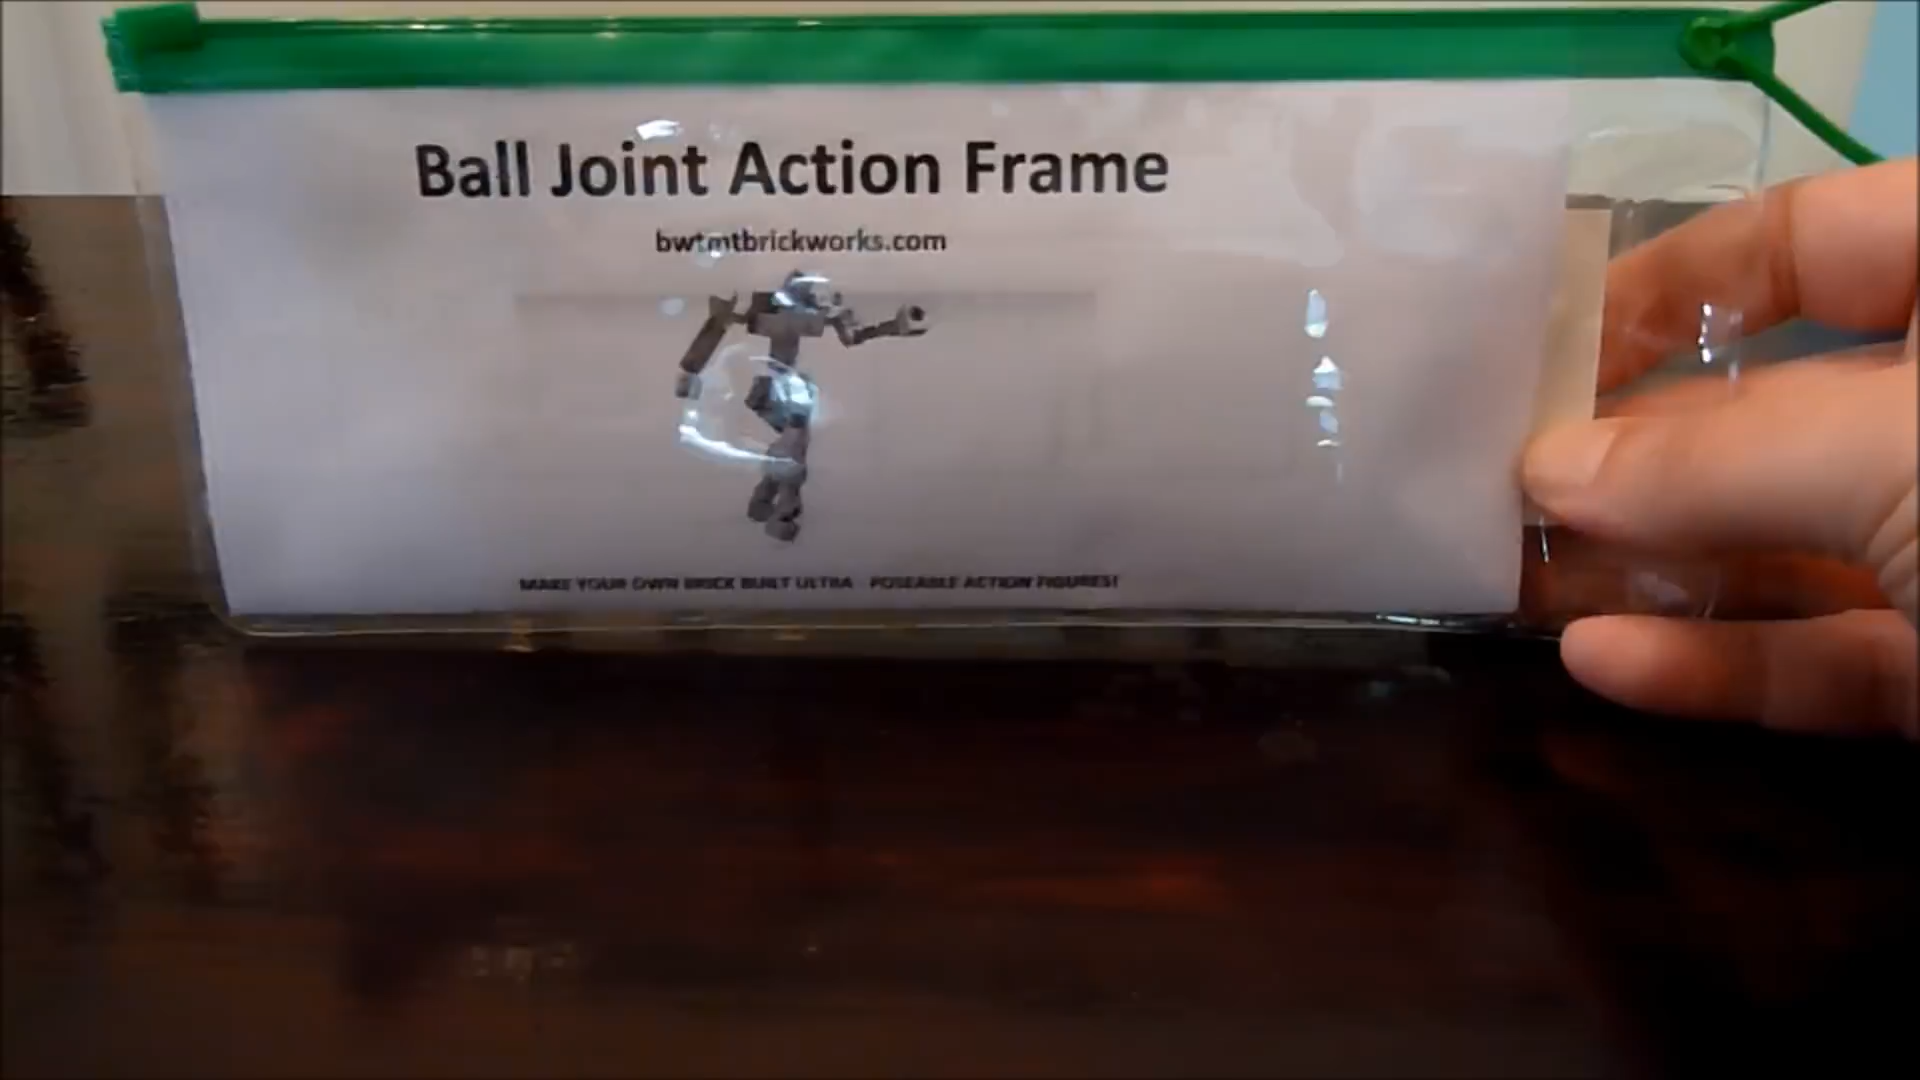 Ball Joint Action Frame
bwtmtbrickworks.com
MAKE YOUR OWN BRICK BUILT ULTRA - POSEABLE ACTION FIGURES!